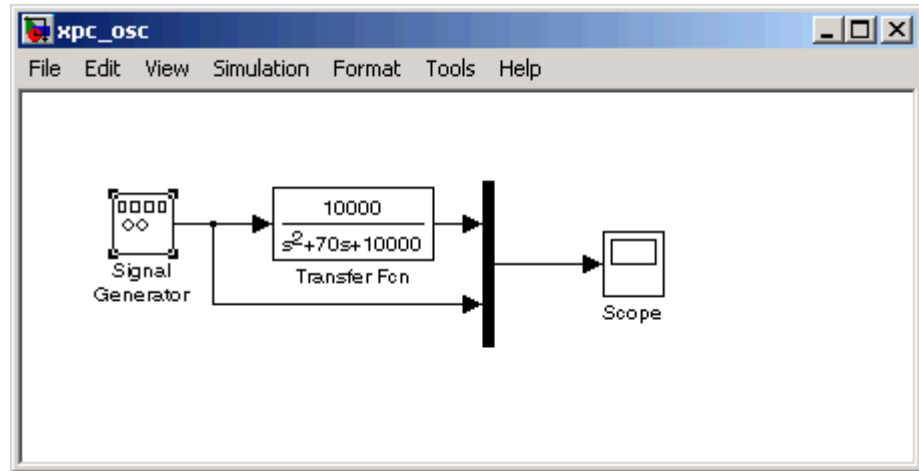 xpc_osc
File Edit View Simulation Format Tools Help
10000
s²+70s+10000
Signal
Generator
Transfer Fcn
Scope